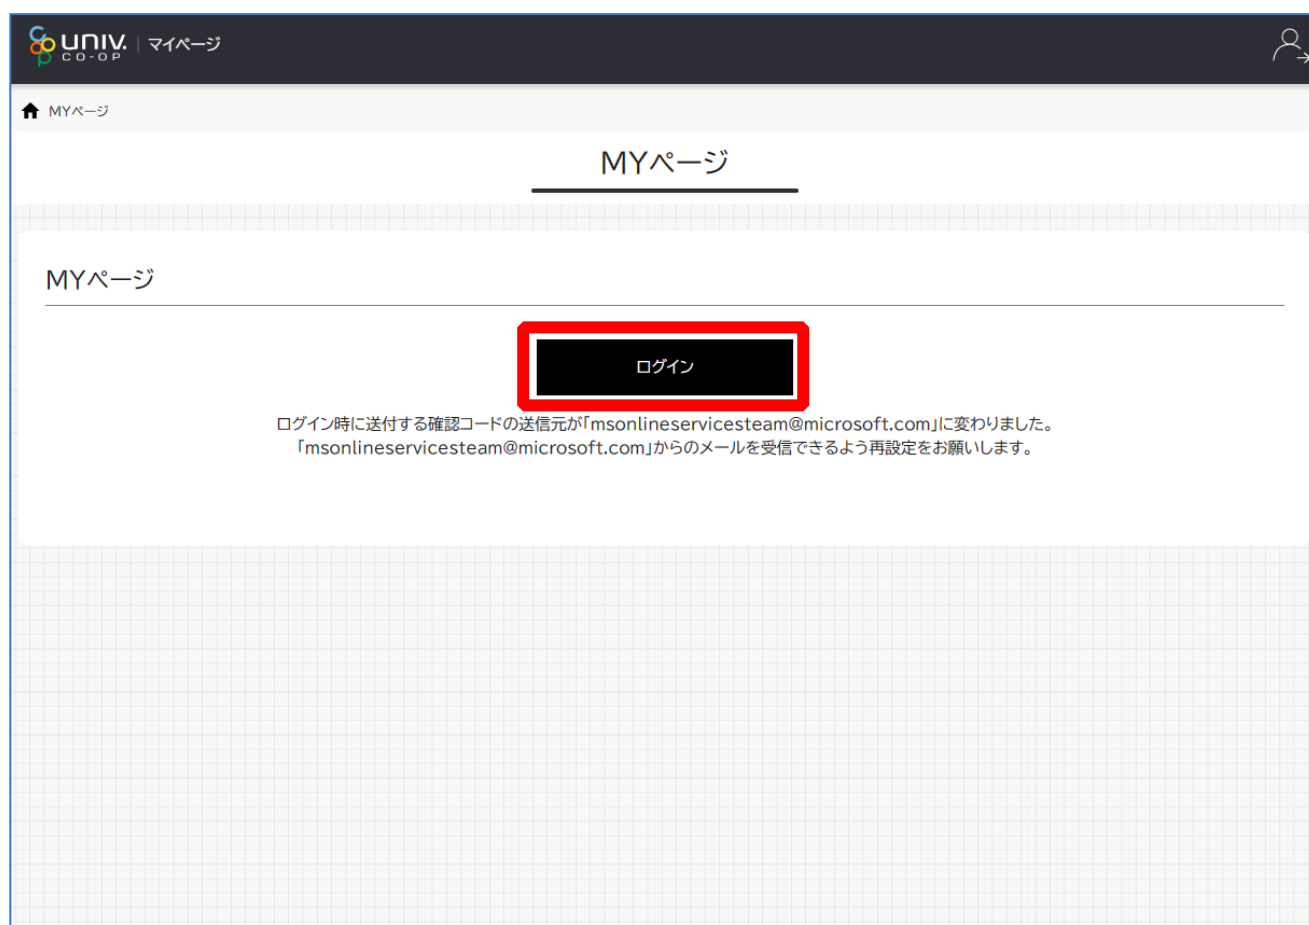 Coop UNIV. CO-OP マイページ
MYページ
MYページ
MYページ
ログイン
ログイン時に送付する確認コードの送信元が「msonlineservicesteam@microsoft.com」に変わりました。
「msonlineservicesteam@microsoft.com」からのメールを受信できるよう再設定をお願いします。